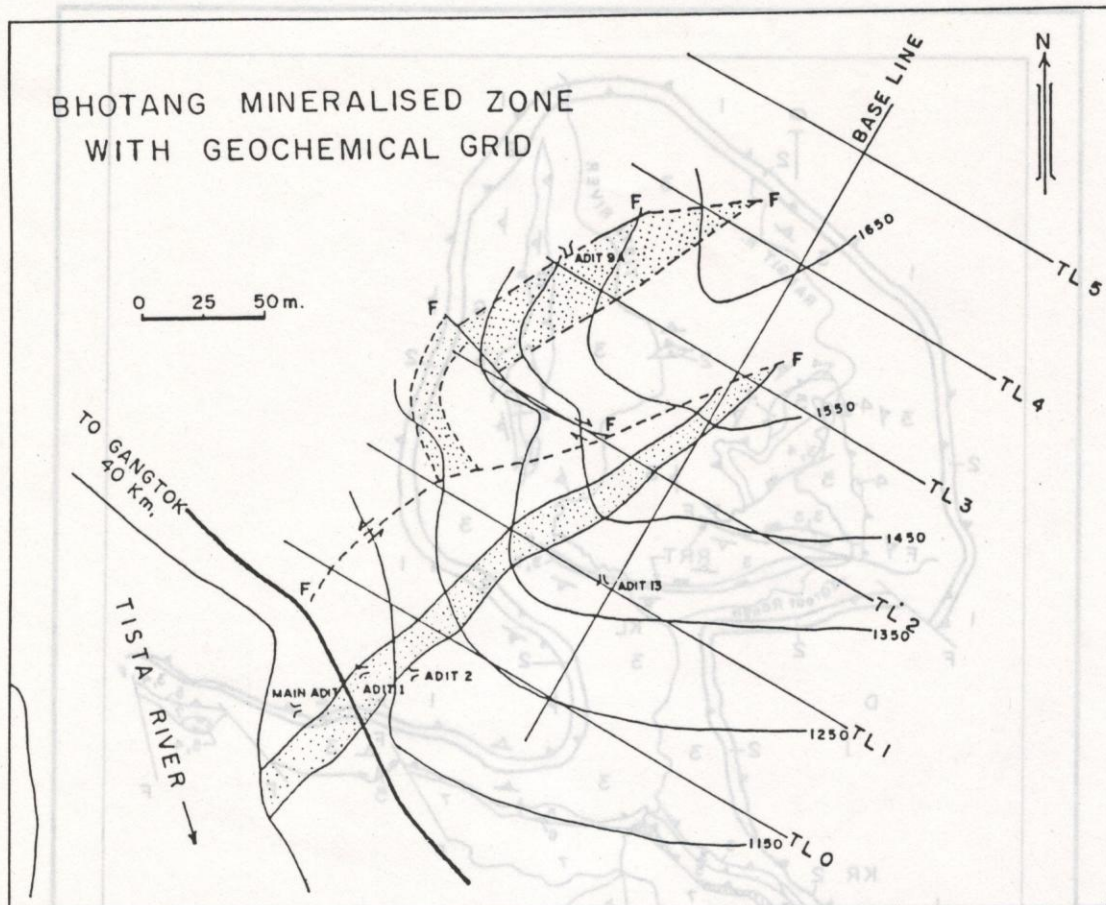 BHOTANG MINERALISED ZONE
WITH GEOCHEMICAL GRID
N
BASE LINE
0 25 50 m.
F
F
F
F
F
F
ADIT 9A
1650
TL 5
TL 4
1550
TL 3
1450
TO GANGTOK
40 Km.
ADIT 13
TL 2
1350
TISTA RIVER
MAIN ADIT
ADIT 1
ADIT 2
1250
TL 1
1150
TL 0